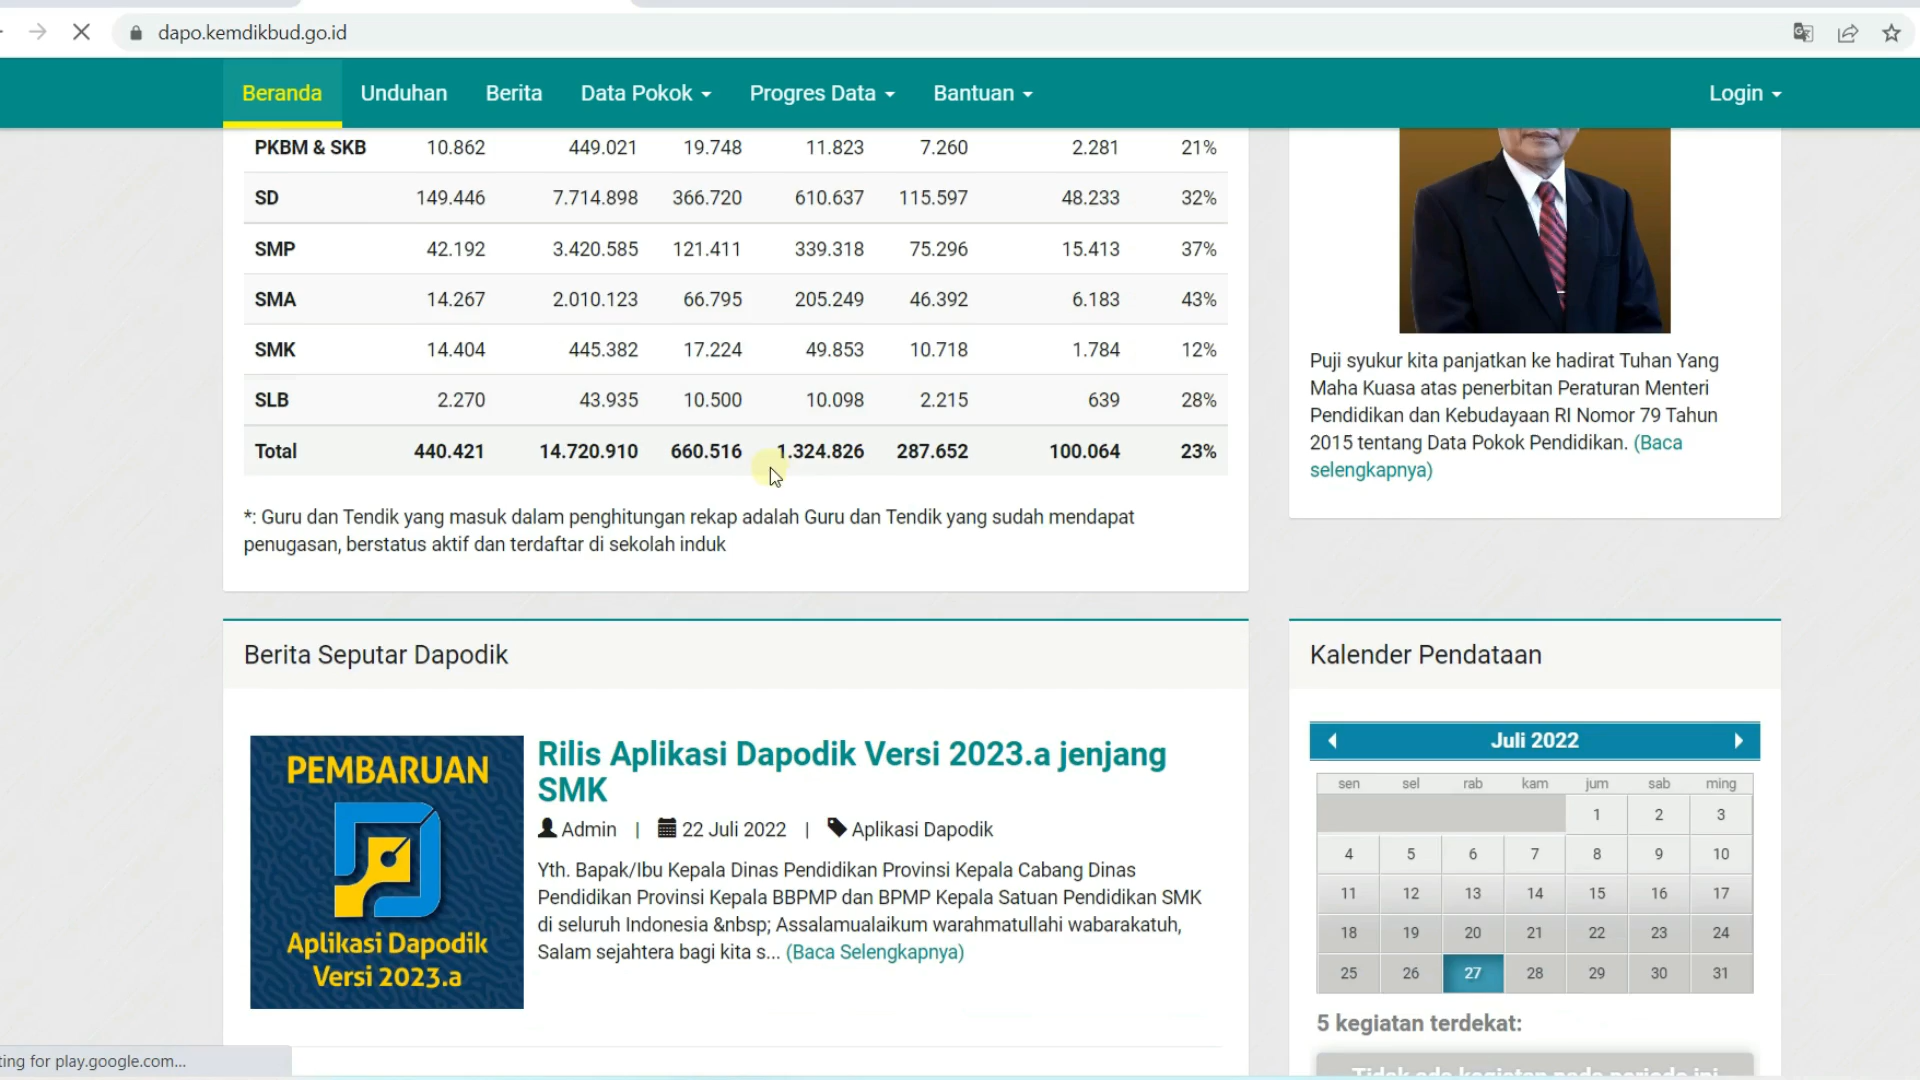 dapo.kemdikbud.go.id
Beranda Unduhan Berita Data Pokok Progres Data Bantuan Login
PKBM & SKB 10.862 449.021 19.748 11.823 7.260 2.281 21%
SD 149.446 7.714.898 366.720 610.637 115.597 48.233 32%
SMP 42.192 3.420.585 121.411 339.318 75.296 15.413 37%
SMA 14.267 2.010.123 66.795 205.249 46.392 6.183 43%
SMK 14.404 445.382 17.224 49.853 10.718 1.784 12%
SLB 2.270 43.935 10.500 10.098 2.215 639 28%
Total 440.421 14.720.910 660.516 1.324.826 287.652 100.064 23%
*: Guru dan Tendik yang masuk dalam penghitungan rekap adalah Guru dan Tendik yang sudah mendapat
penugasan, berstatus aktif dan terdaftar di sekolah induk
Puji syukur kita panjatkan ke hadirat Tuhan Yang
Maha Kuasa atas penerbitan Peraturan Menteri
Pendidikan dan Kebudayaan RI Nomor 79 Tahun
2015 tentang Data Pokok Pendidikan. (Baca
selengkapnya)
Berita Seputar Dapodik
PEMBARUAN
Aplikasi Dapodik
Versi 2023.a
Rilis Aplikasi Dapodik Versi 2023.a jenjang
SMK
Admin | 22 Juli 2022 | Aplikasi Dapodik
Yth. Bapak/Ibu Kepala Dinas Pendidikan Provinsi Kepala Cabang Dinas
Pendidikan Provinsi Kepala BBPMP dan BPMP Kepala Satuan Pendidikan SMK
di seluruh Indonesia &nbsp; Assalamualaikum warahmatullahi wabarakatuh,
Salam sejahtera bagi kita s... (Baca Selengkapnya)
Kalender Pendataan
Juli 2022
sen sel rab kam jum sab ming
1 2 3
4 5 6 7 8 9 10
11 12 13 14 15 16 17
18 19 20 21 22 23 24
25 26 27 28 29 30 31
5 kegiatan terdekat:
Tidak ada kegiatan pada periode ini
ting for play.google.com...